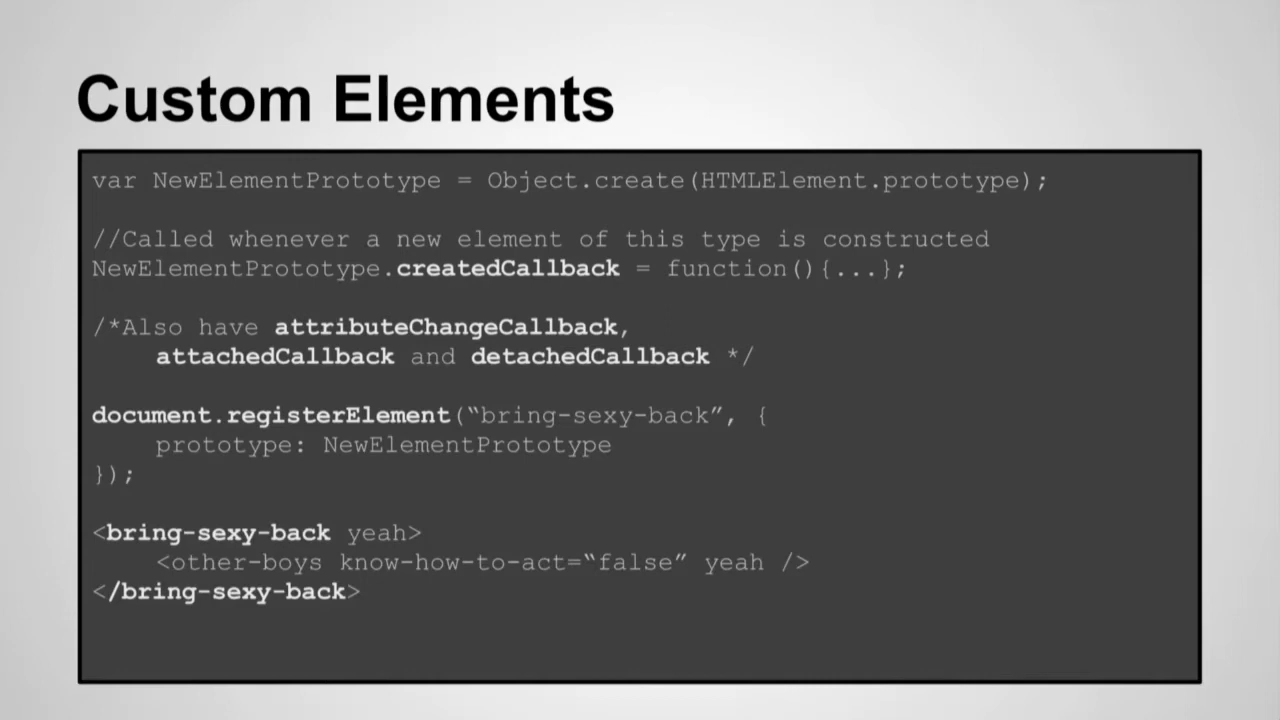 Custom Elements
var NewElementPrototype = Object.create(HTMLElement.prototype);
//Called whenever a new element of this type is constructed
NewElementPrototype.createdCallback = function(){...};
/*Also have attributeChangeCallback,
attachedCallback and detachedCallback */
document.registerElement(“bring-sexy-back”, {
prototype: NewElementPrototype
});
<bring-sexy-back yeah>
<other-boys know-how-to-act=“false” yeah />
</bring-sexy-back>